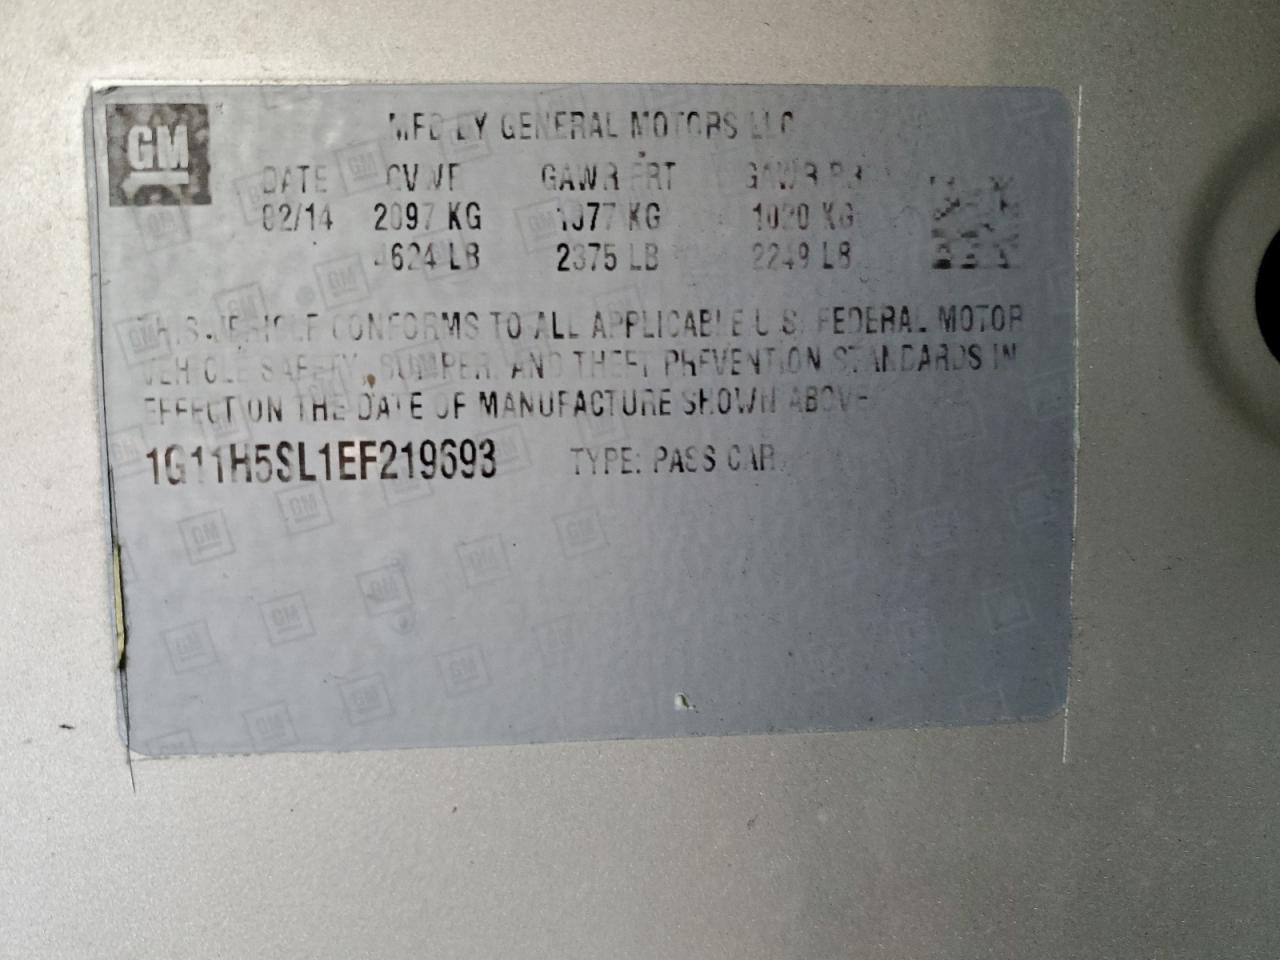 GM
MFD BY GENERAL MOTORS LLC
DATE GVWR GAWR FRT GAWR RR
02/14 2097 KG 1077 KG 1020 KG
4624 LB 2375 LB 2249 LB
THIS VEHICLE CONFORMS TO ALL APPLICABLE U.S. FEDERAL MOTOR
VEHICLE SAFETY, BUMPER, AND THEFT PREVENTION STANDARDS IN
EFFECT ON THE DATE OF MANUFACTURE SHOWN ABOVE
1G11H5SL1EF219693 TYPE: PASS CAR